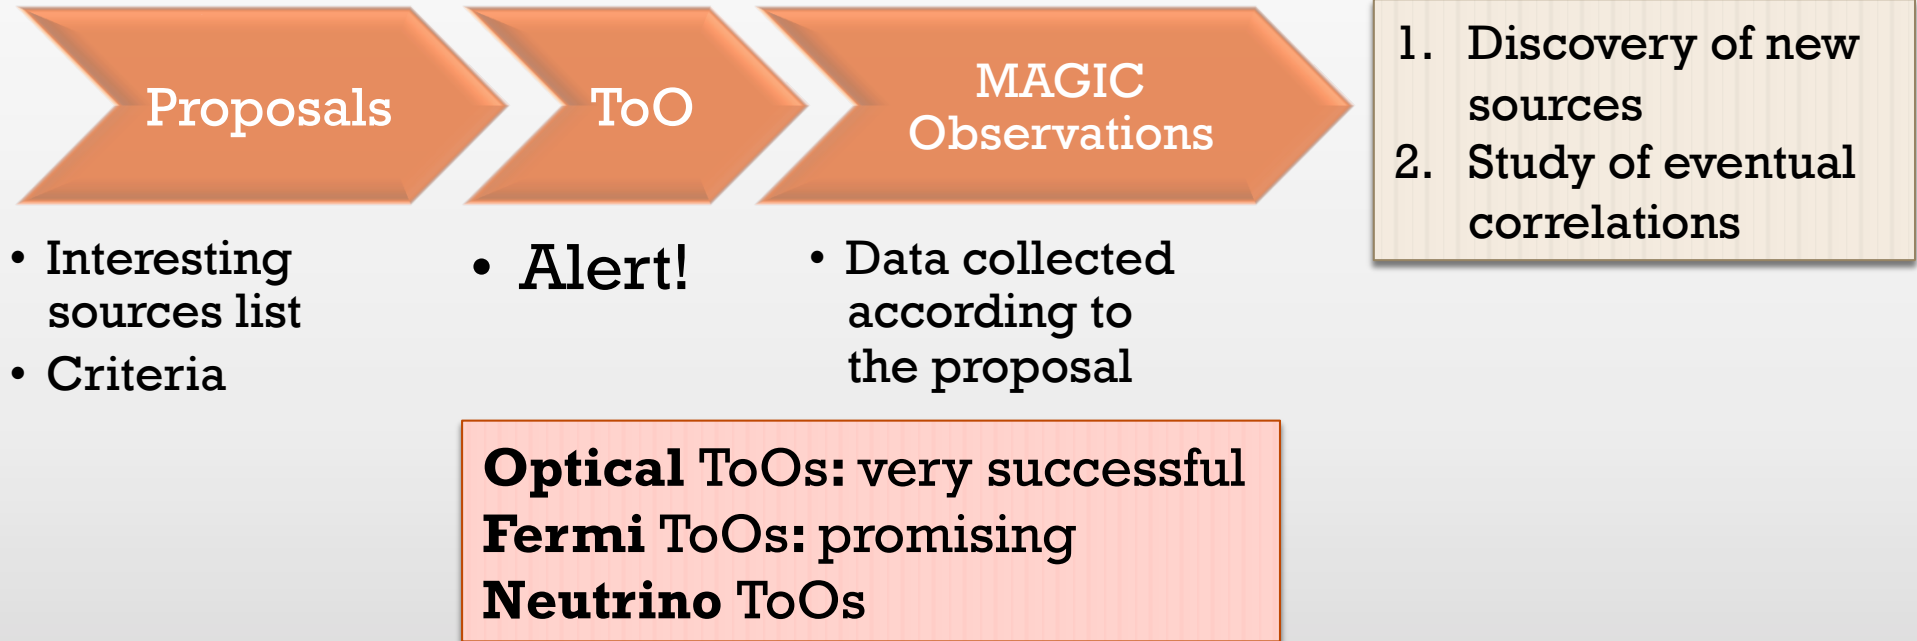 Proposals
ToO
MAGIC
Observations
1. Discovery of new
sources
2. Study of eventual
correlations
• Interesting
sources list
• Criteria
• Alert!
• Data collected
according to
the proposal
Optical ToOs: very successful
Fermi ToOs: promising
Neutrino ToOs